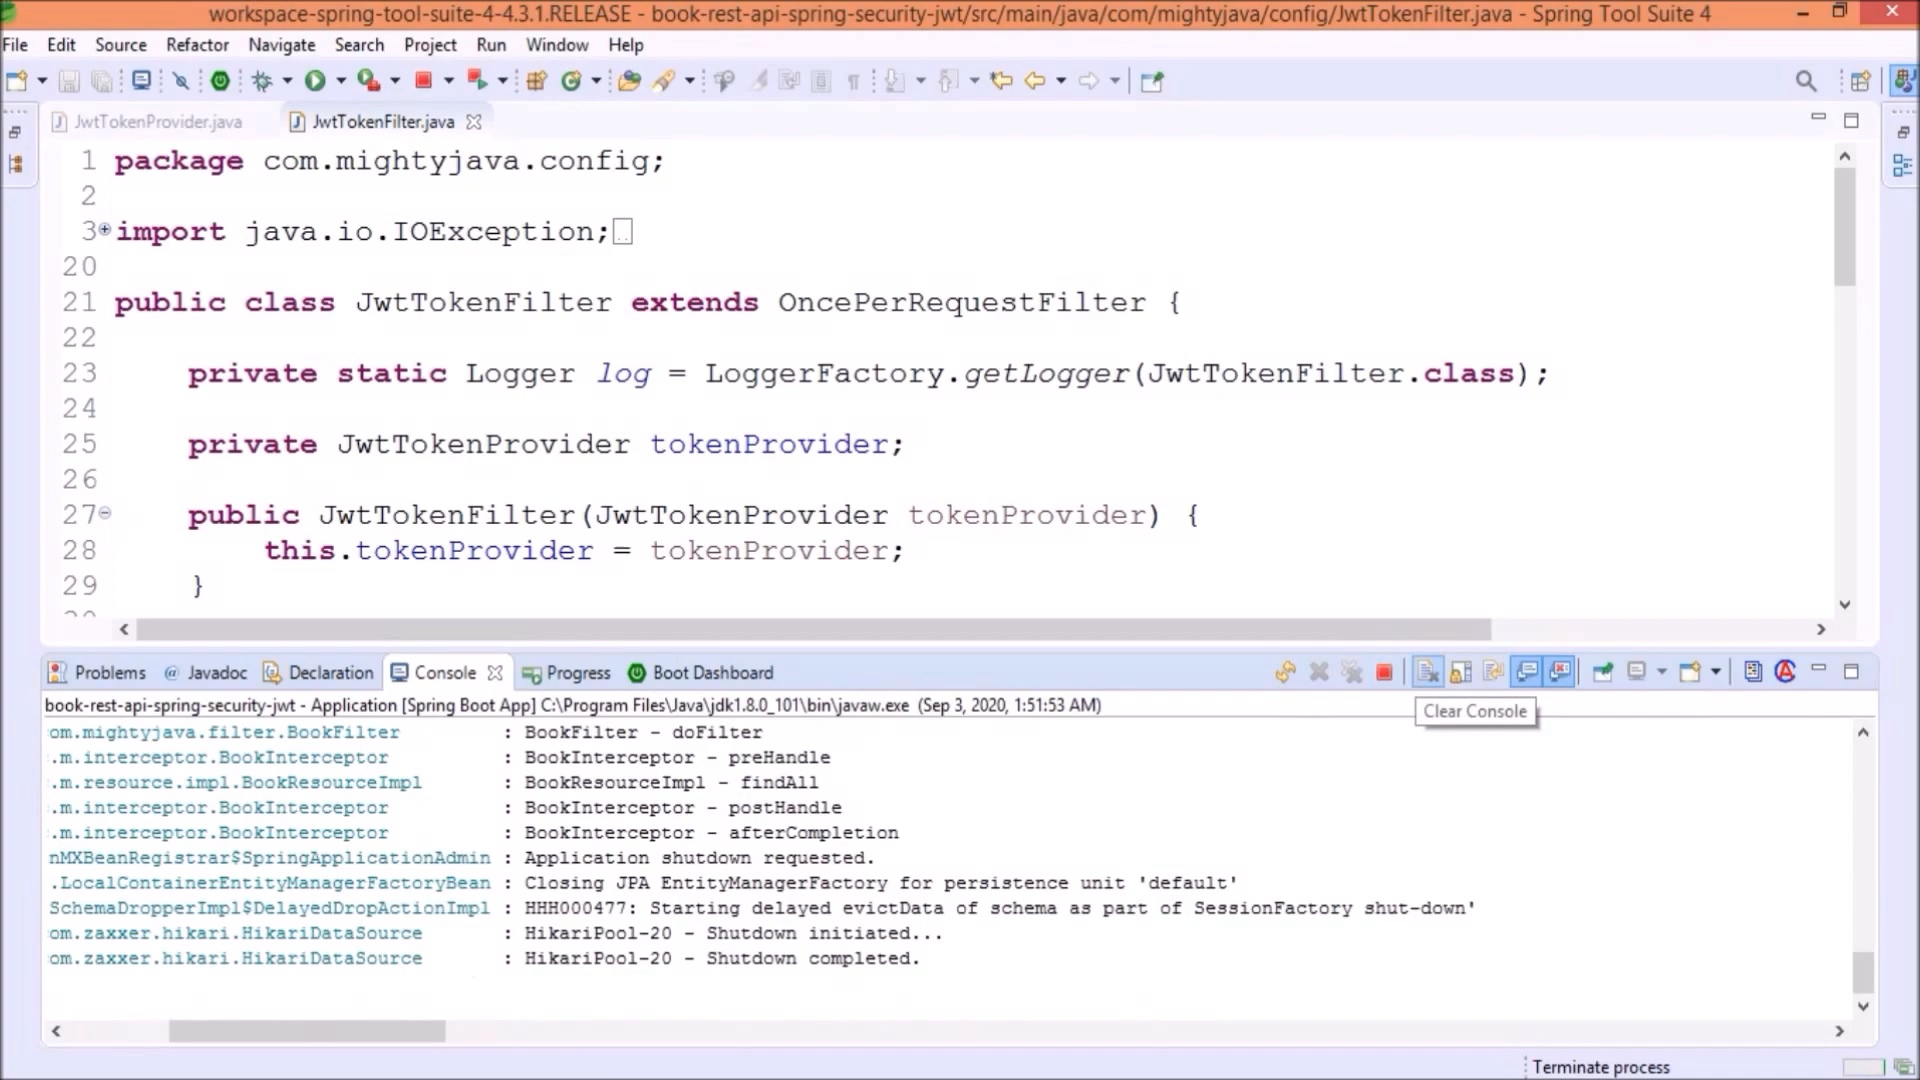 workspace-spring-tool-suite-4-4.3.1.RELEASE - book-rest-api-spring-security-jwt/src/main/java/com/mightyjava/config/JwtTokenFilter.java - Spring Tool Suite 4
File Edit Source Refactor Navigate Search Project Run Window Help
JwtTokenProvider.java JwtTokenFilter.java
1 package com.mightyjava.config;
2
3 import java.io.IOException;
20
21 public class JwtTokenFilter extends OncePerRequestFilter {
22
23 private static Logger log = LoggerFactory.getLogger(JwtTokenFilter.class);
24
25 private JwtTokenProvider tokenProvider;
26
27 public JwtTokenFilter(JwtTokenProvider tokenProvider) {
28 this.tokenProvider = tokenProvider;
29 }
Problems @ Javadoc Declaration Console Progress Boot Dashboard
book-rest-api-spring-security-jwt - Application [Spring Boot App] C:\Program Files\Java\jdk1.8.0_101\bin\javaw.exe (Sep 3, 2020, 1:51:53 AM)
Clear Console
om.mightyjava.filter.BookFilter : BookFilter - doFilter
.m.interceptor.BookInterceptor : BookInterceptor - preHandle
.m.resource.impl.BookResourceImpl : BookResourceImpl - findAll
.m.interceptor.BookInterceptor : BookInterceptor - postHandle
.m.interceptor.BookInterceptor : BookInterceptor - afterCompletion
nMXBeanRegistrar$SpringApplicationAdmin : Application shutdown requested.
.LocalContainerEntityManagerFactoryBean : Closing JPA EntityManagerFactory for persistence unit 'default'
SchemaDropperImpl$DelayedDropActionImpl : HHH000477: Starting delayed evictData of schema as part of SessionFactory shut-down'
om.zaxxer.hikari.HikariDataSource : HikariPool-20 - Shutdown initiated...
om.zaxxer.hikari.HikariDataSource : HikariPool-20 - Shutdown completed.
Terminate process